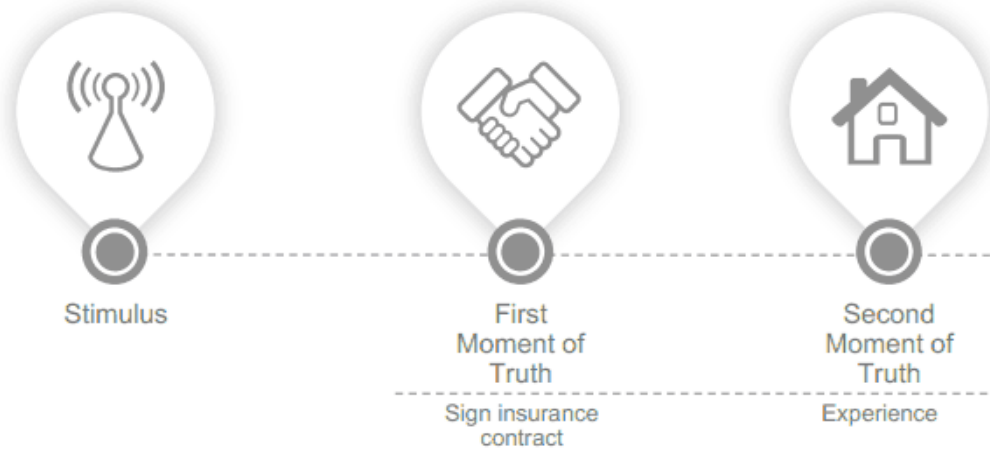 Stimulus
First
Moment of
Truth
Sign insurance
contract
Second
Moment of
Truth
Experience